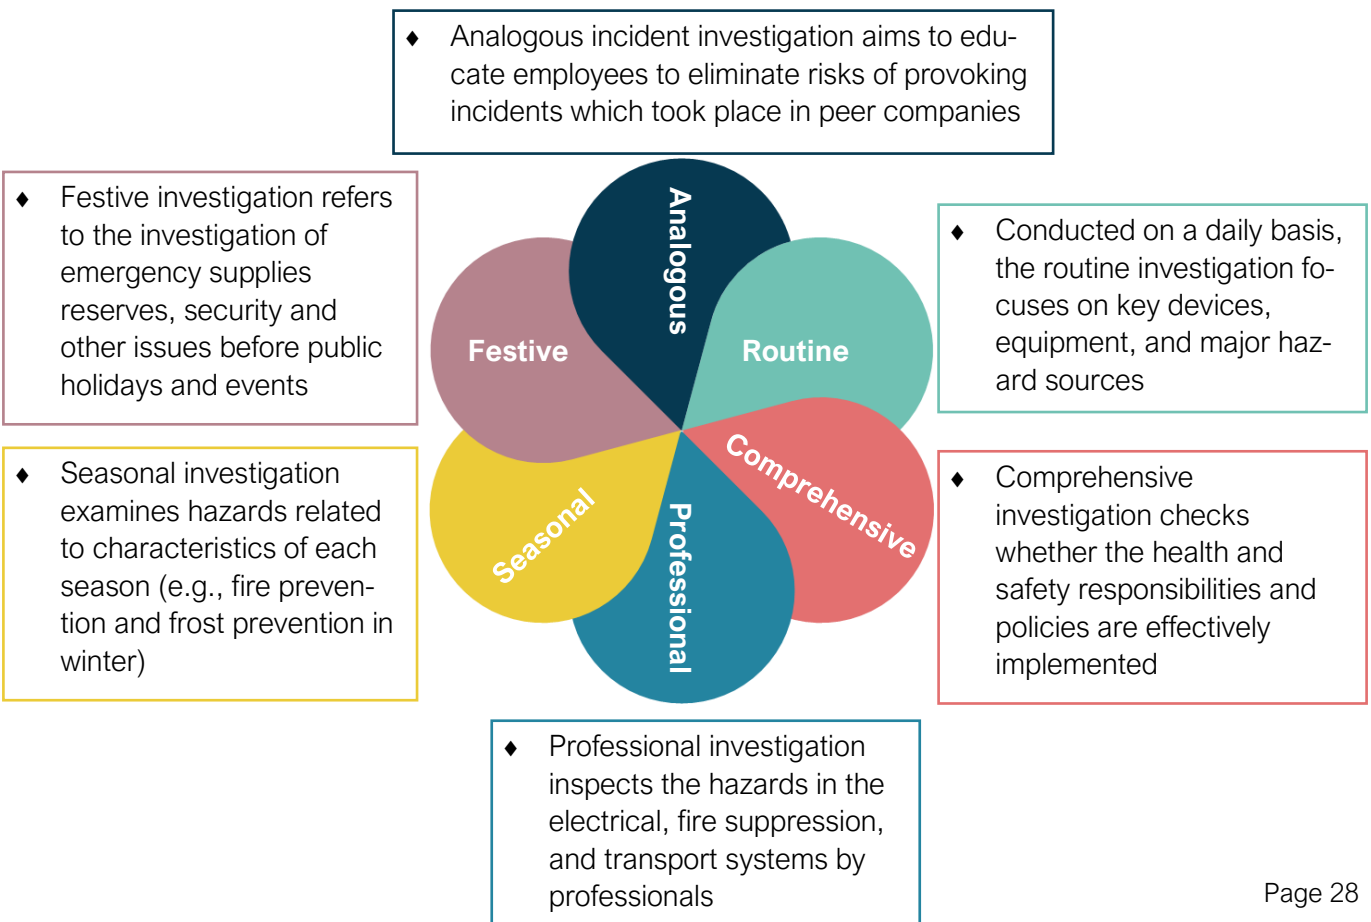 ♦ Analogous incident investigation aims to edu-
cate employees to eliminate risks of provoking
incidents which took place in peer companies
♦ Festive investigation refers
to the investigation of
emergency supplies
reserves, security and
other issues before public
holidays and events
Analogous
♦ Conducted on a daily basis,
the routine investigation fo-
cuses on key devices,
equipment, and major haz-
ard sources
Festive
Routine
♦ Seasonal investigation
examines hazards related
to characteristics of each
season (e.g., fire preven-
tion and frost prevention in
winter)
Seasonal
Professional
Comprehensive
♦ Comprehensive
investigation checks
whether the health and
safety responsibilities and
policies are effectively
implemented
♦ Professional investigation
inspects the hazards in the
electrical, fire suppression,
and transport systems by
professionals
Page 28